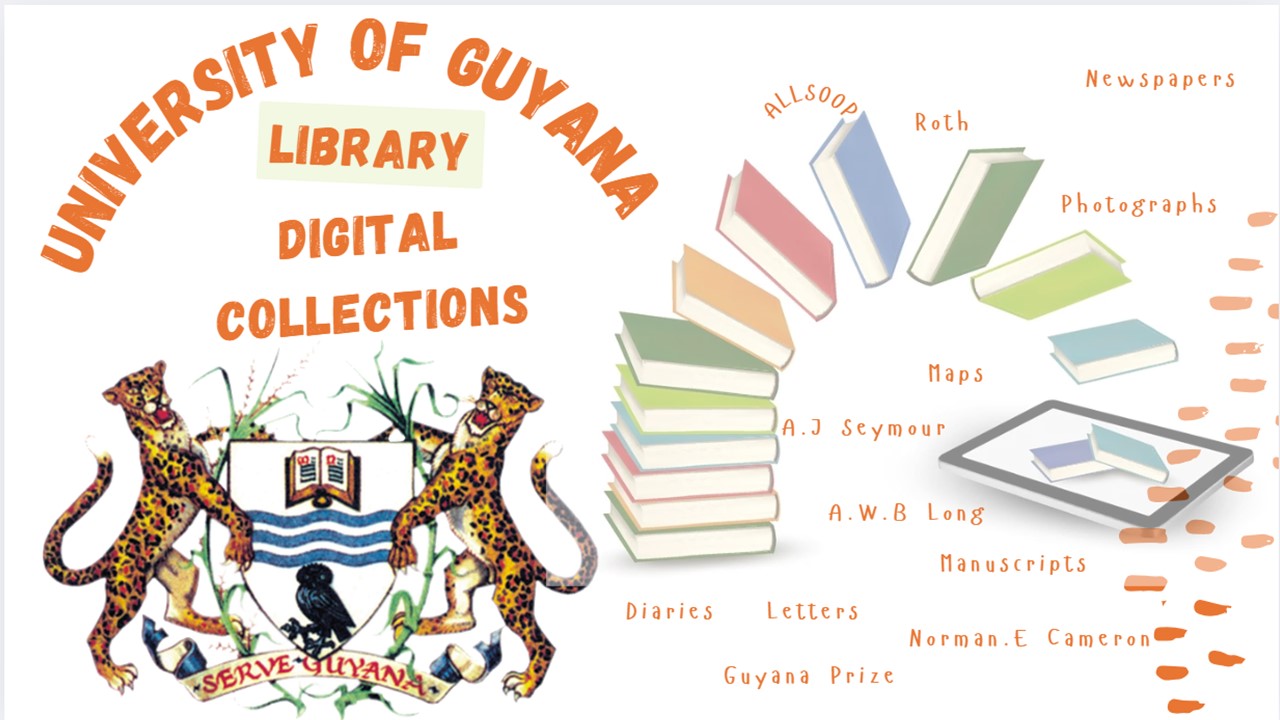 UNIVERSITY OF GUYANA
LIBRARY
DIGITAL
COLLECTIONS
SERVE GUYANA
ALLSOOP
Roth
Newspapers
Photographs
Maps
A.J Seymour
A.W.B Long
Manuscripts
Diaries
Letters
Norman.E Cameron
Guyana Prize